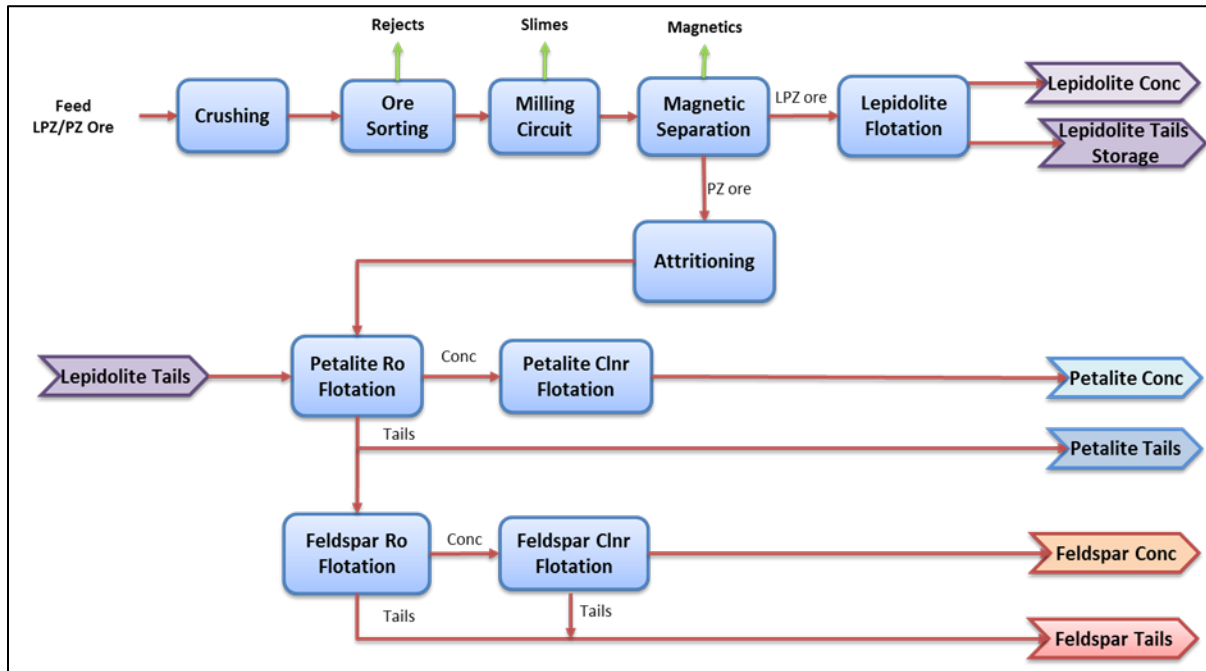 Rejects
Slimes
Magnetics
Feed
LPZ/PZ Ore
Crushing
Ore
Sorting
Milling
Circuit
Magnetic
Separation
LPZ ore
Lepidolite
Flotation
Lepidolite Conc
Lepidolite Tails
Storage
PZ ore
Attritioning
Lepidolite Tails
Petalite Ro
Flotation
Conc
Petalite Clnr
Flotation
Petalite Conc
Tails
Petalite Tails
Feldspar Ro
Flotation
Conc
Feldspar Clnr
Flotation
Feldspar Conc
Tails
Tails
Feldspar Tails